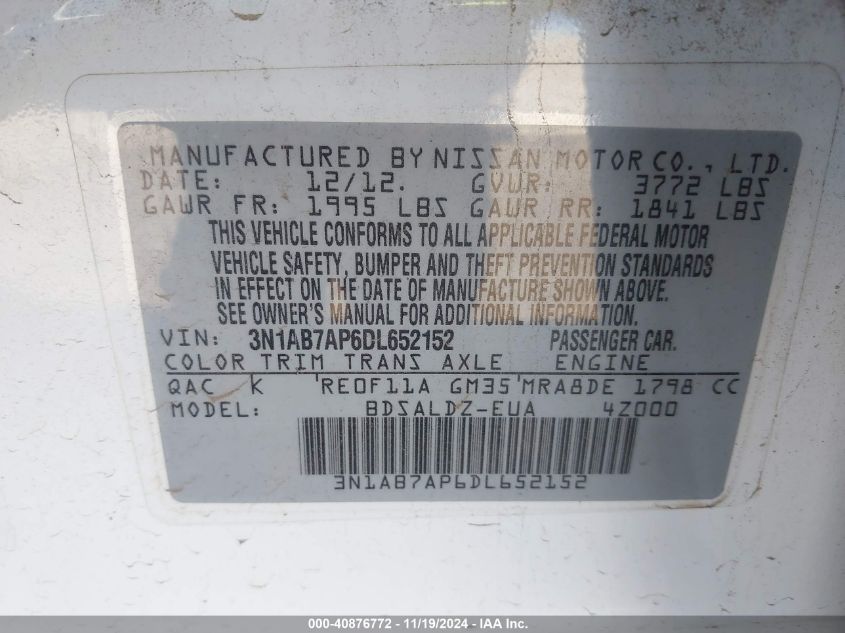 MANUFACTURED BY NISSAN MOTOR CO., LTD.
DATE: 12/12. GVWR: 3772 LBS
GAWR FR: 1995 LBS GAWR RR: 1841 LBS
THIS VEHICLE CONFORMS TO ALL APPLICABLE FEDERAL MOTOR
VEHICLE SAFETY, BUMPER AND THEFT PREVENTION STANDARDS
IN EFFECT ON THE DATE OF MANUFACTURE SHOWN ABOVE.
SEE OWNER'S MANUAL FOR ADDITIONAL INFORMATION.
VIN: 3N1AB7AP6DL652152 PASSENGER CAR.
COLOR TRIM TRANS AXLE ENGINE
QAC K 'RE0F11A GM35'MRA8DE 1798 CC
MODEL: BDSALDZ-EUA 4Z000
3N1AB7AP6DL652152
000-40876772 - 11/19/2024 - IAA Inc.